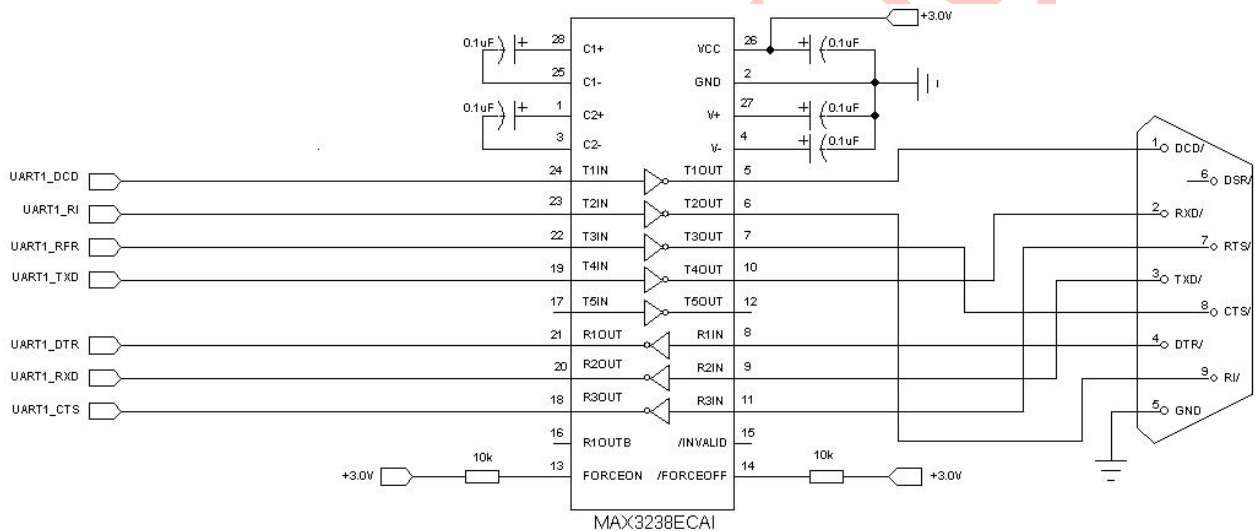 +3.0V
0.1uF + 28 C1+ VCC 26 + 0.1uF
25 C1- GND 2
0.1uF + 1 C2+ V+ 27 + 0.1uF
3 C2- V- 4 + 0.1uF
1 DCD/
UART1_DCD 24 T1IN T1OUT 5
6 DSR/
UART1_RI 23 T2IN T2OUT 6
2 RXD/
UART1_RFR 22 T3IN T3OUT 7
7 RTS/
UART1_TXD 19 T4IN T4OUT 10
3 TXD/
17 T5IN T5OUT 12
8 CTS/
UART1_DTR 21 R1OUT R1IN 8
4 DTR/
UART1_RXD 20 R2OUT R2IN 9
9 RI/
UART1_CTS 18 R3OUT R3IN 11
5 GND
16 R1OUTB /INVALID 15
+3.0V 10k 13 FORCEON /FORCEOFF 14 10k +3.0V
MAX3238ECAI